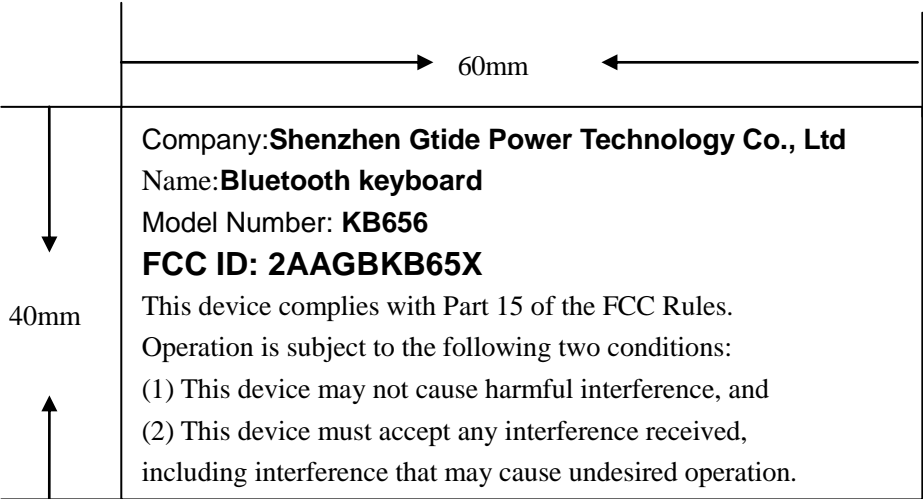 60mm
Company:Shenzhen Gtide Power Technology Co., Ltd
Name:Bluetooth keyboard
Model Number: KB656
FCC ID: 2AAGBKB65X
40mm
This device complies with Part 15 of the FCC Rules.
Operation is subject to the following two conditions:
(1) This device may not cause harmful interference, and
(2) This device must accept any interference received,
including interference that may cause undesired operation.